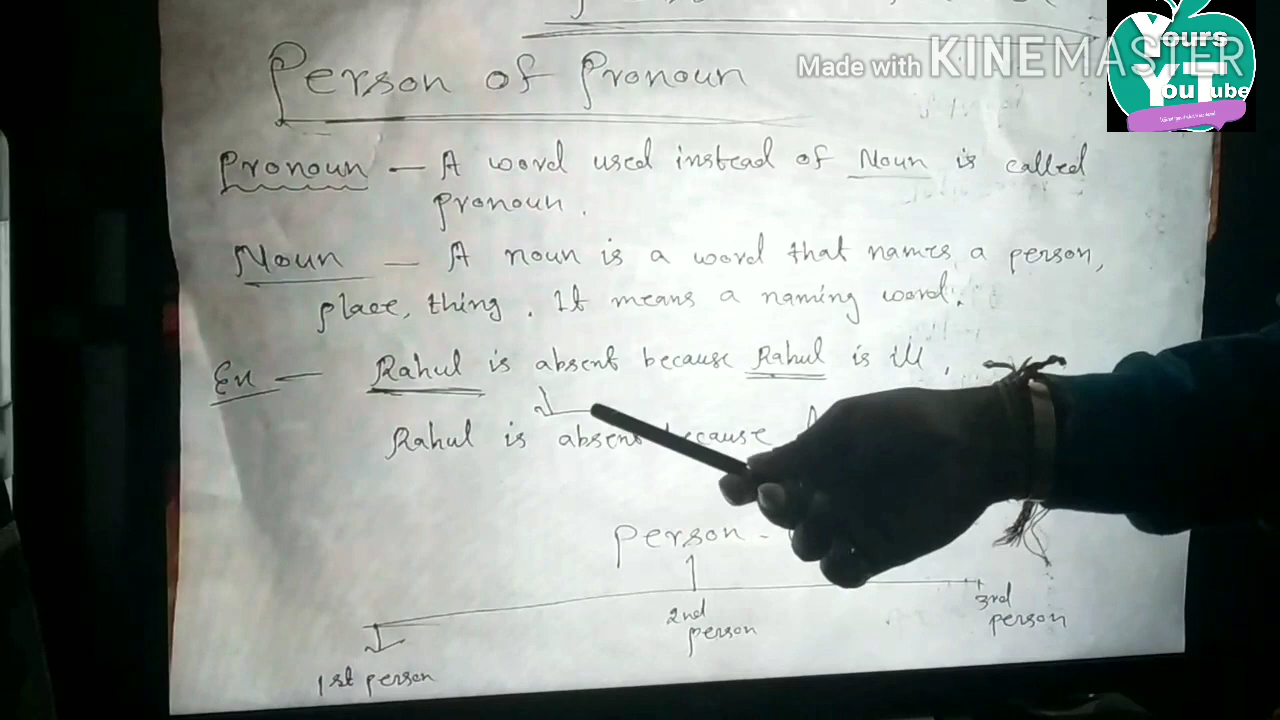 Person of Pronoun
Made with KINEMASTER
Yours
YouTube
Pronoun — A word used instead of Noun is called
pronoun.
Noun — A noun is a word that names a person,
place, thing. It means a naming word.
Ex — Rahul is absent because Rahul is ill.
Rahul is absent because
person -
1st person
2nd
person
3rd
person